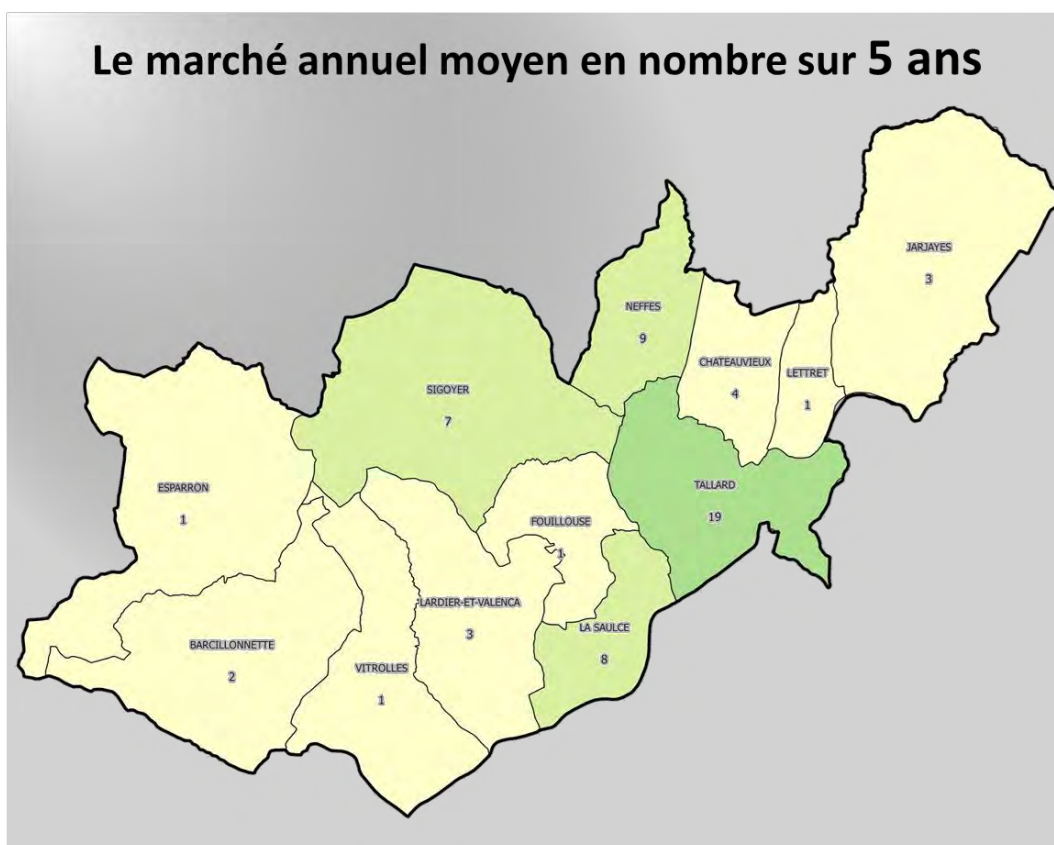 Le marché annuel moyen en nombre sur 5 ans
JARJAYES
3
NEFFES
9
CHATEAUVIEUX
4
LETTRET
1
SIGOYER
7
TALLARD
19
ESPARRON
1
FOUILLOUSE
1
LARDIER-ET-VALENCA
3
LA SAULCE
8
BARCILLONNETTE
2
VITROLLES
1